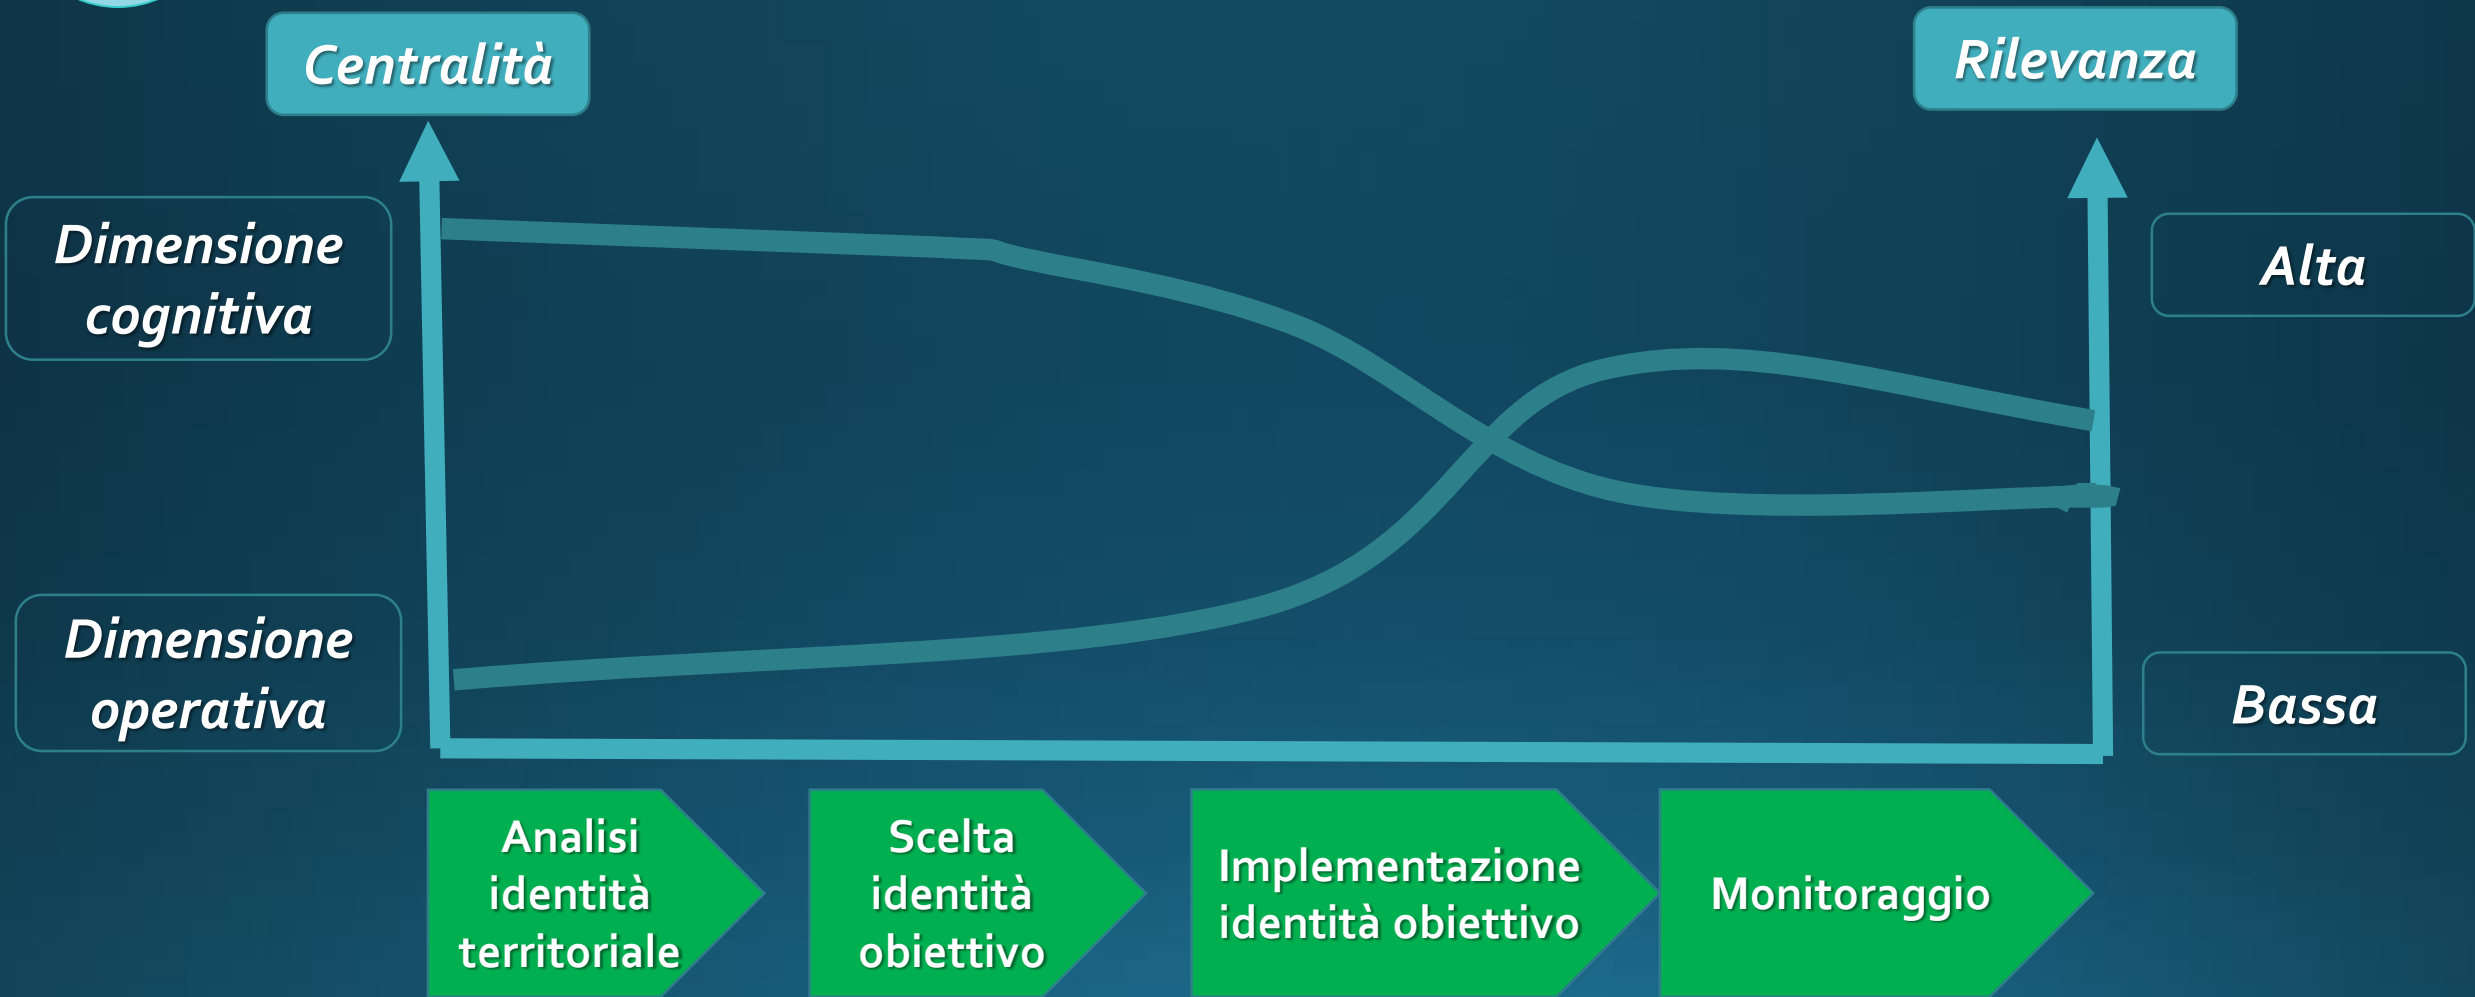 Centralità
Rilevanza
Dimensione
cognitiva
Alta
Dimensione
operativa
Bassa
Analisi
identità
territoriale
Scelta
identità
obiettivo
Implementazione
identità obiettivo
Monitoraggio